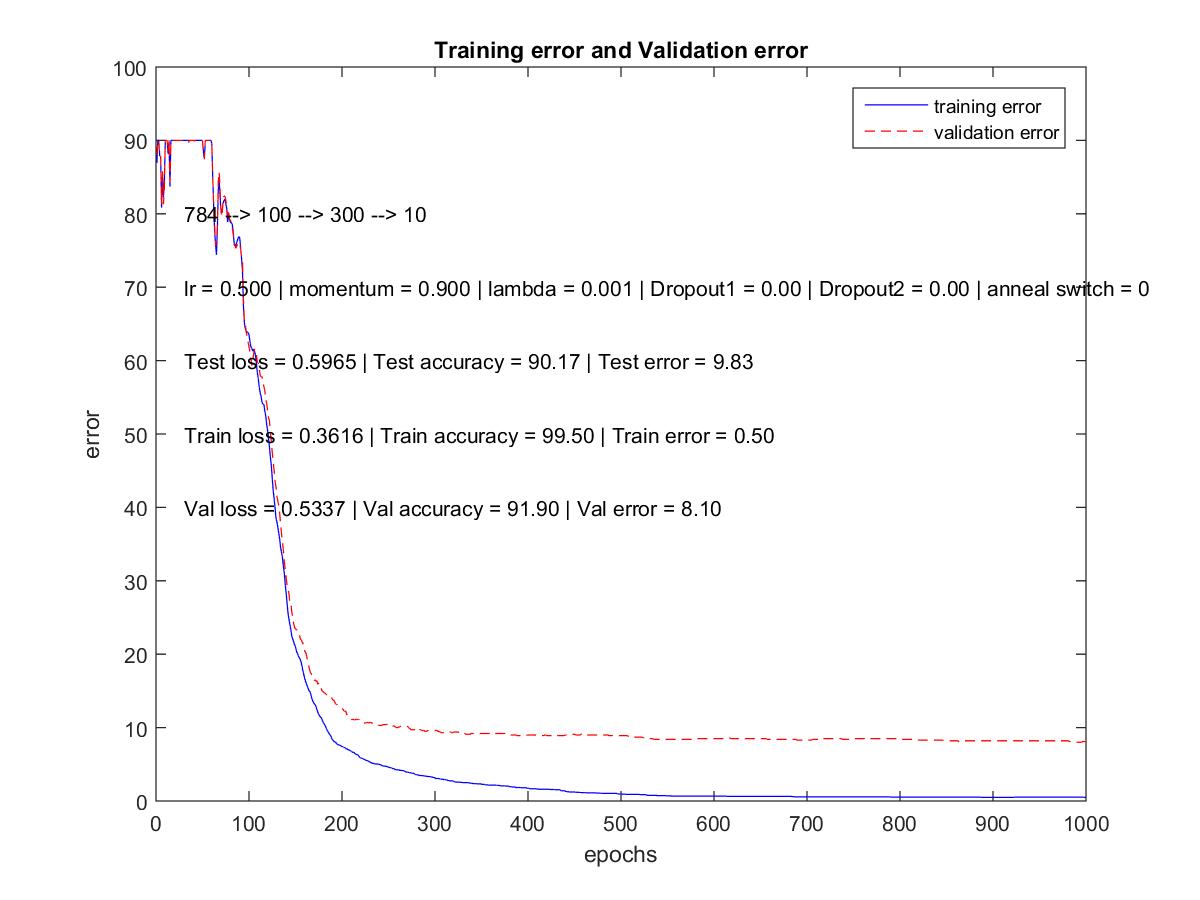 Training error and Validation error
100
90
80
70
60
50
40
30
20
10
0
error
training error
validation error
784 --> 100 --> 300 --> 10
lr = 0.500 | momentum = 0.900 | lambda = 0.001 | Dropout1 = 0.00 | Dropout2 = 0.00 | anneal switch = 0
Test loss = 0.5965 | Test accuracy = 90.17 | Test error = 9.83
Train loss = 0.3616 | Train accuracy = 99.50 | Train error = 0.50
Val loss = 0.5337 | Val accuracy = 91.90 | Val error = 8.10
0 100 200 300 400 500 600 700 800 900 1000
epochs